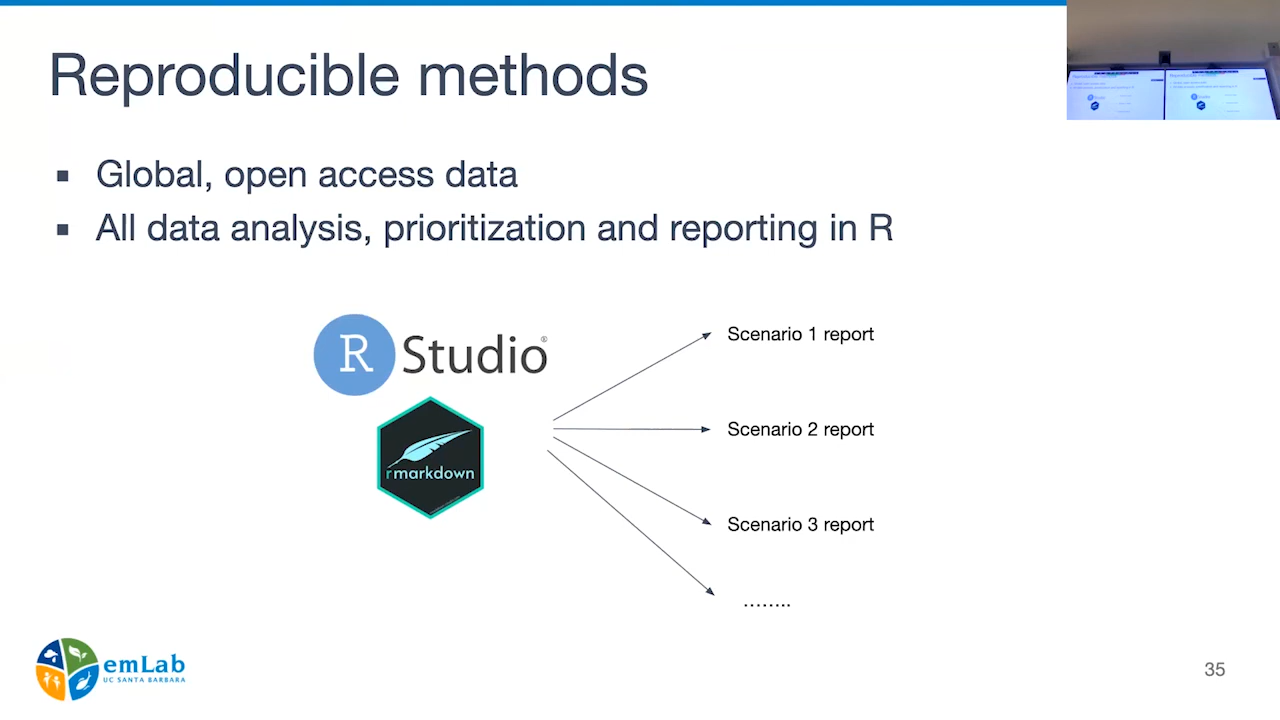 Reproducible methods
▪ Global, open access data
▪ All data analysis, prioritization and reporting in R
R Studio®
rmarkdown
Scenario 1 report
Scenario 2 report
Scenario 3 report
........
emLab
UC SANTA BARBARA
35